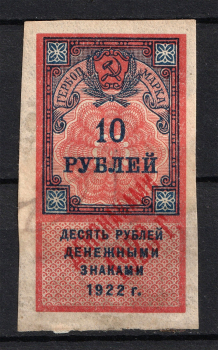 ГЕРБОВ. МАРКА
10
РУБЛЕЙ
ДЕСЯТЬ РУБЛЕЙ
ДЕНЕЖНЫМИ
ЗНАКАМИ
1922 г.